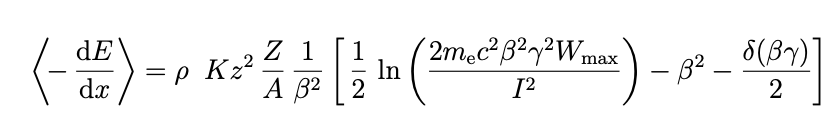 ⟨−dE/dx⟩ = ρ Kz² Z/A 1/β² [1/2 ln(2mₑc²β²γ²W_max/I²) − β² − δ(βγ)/2]